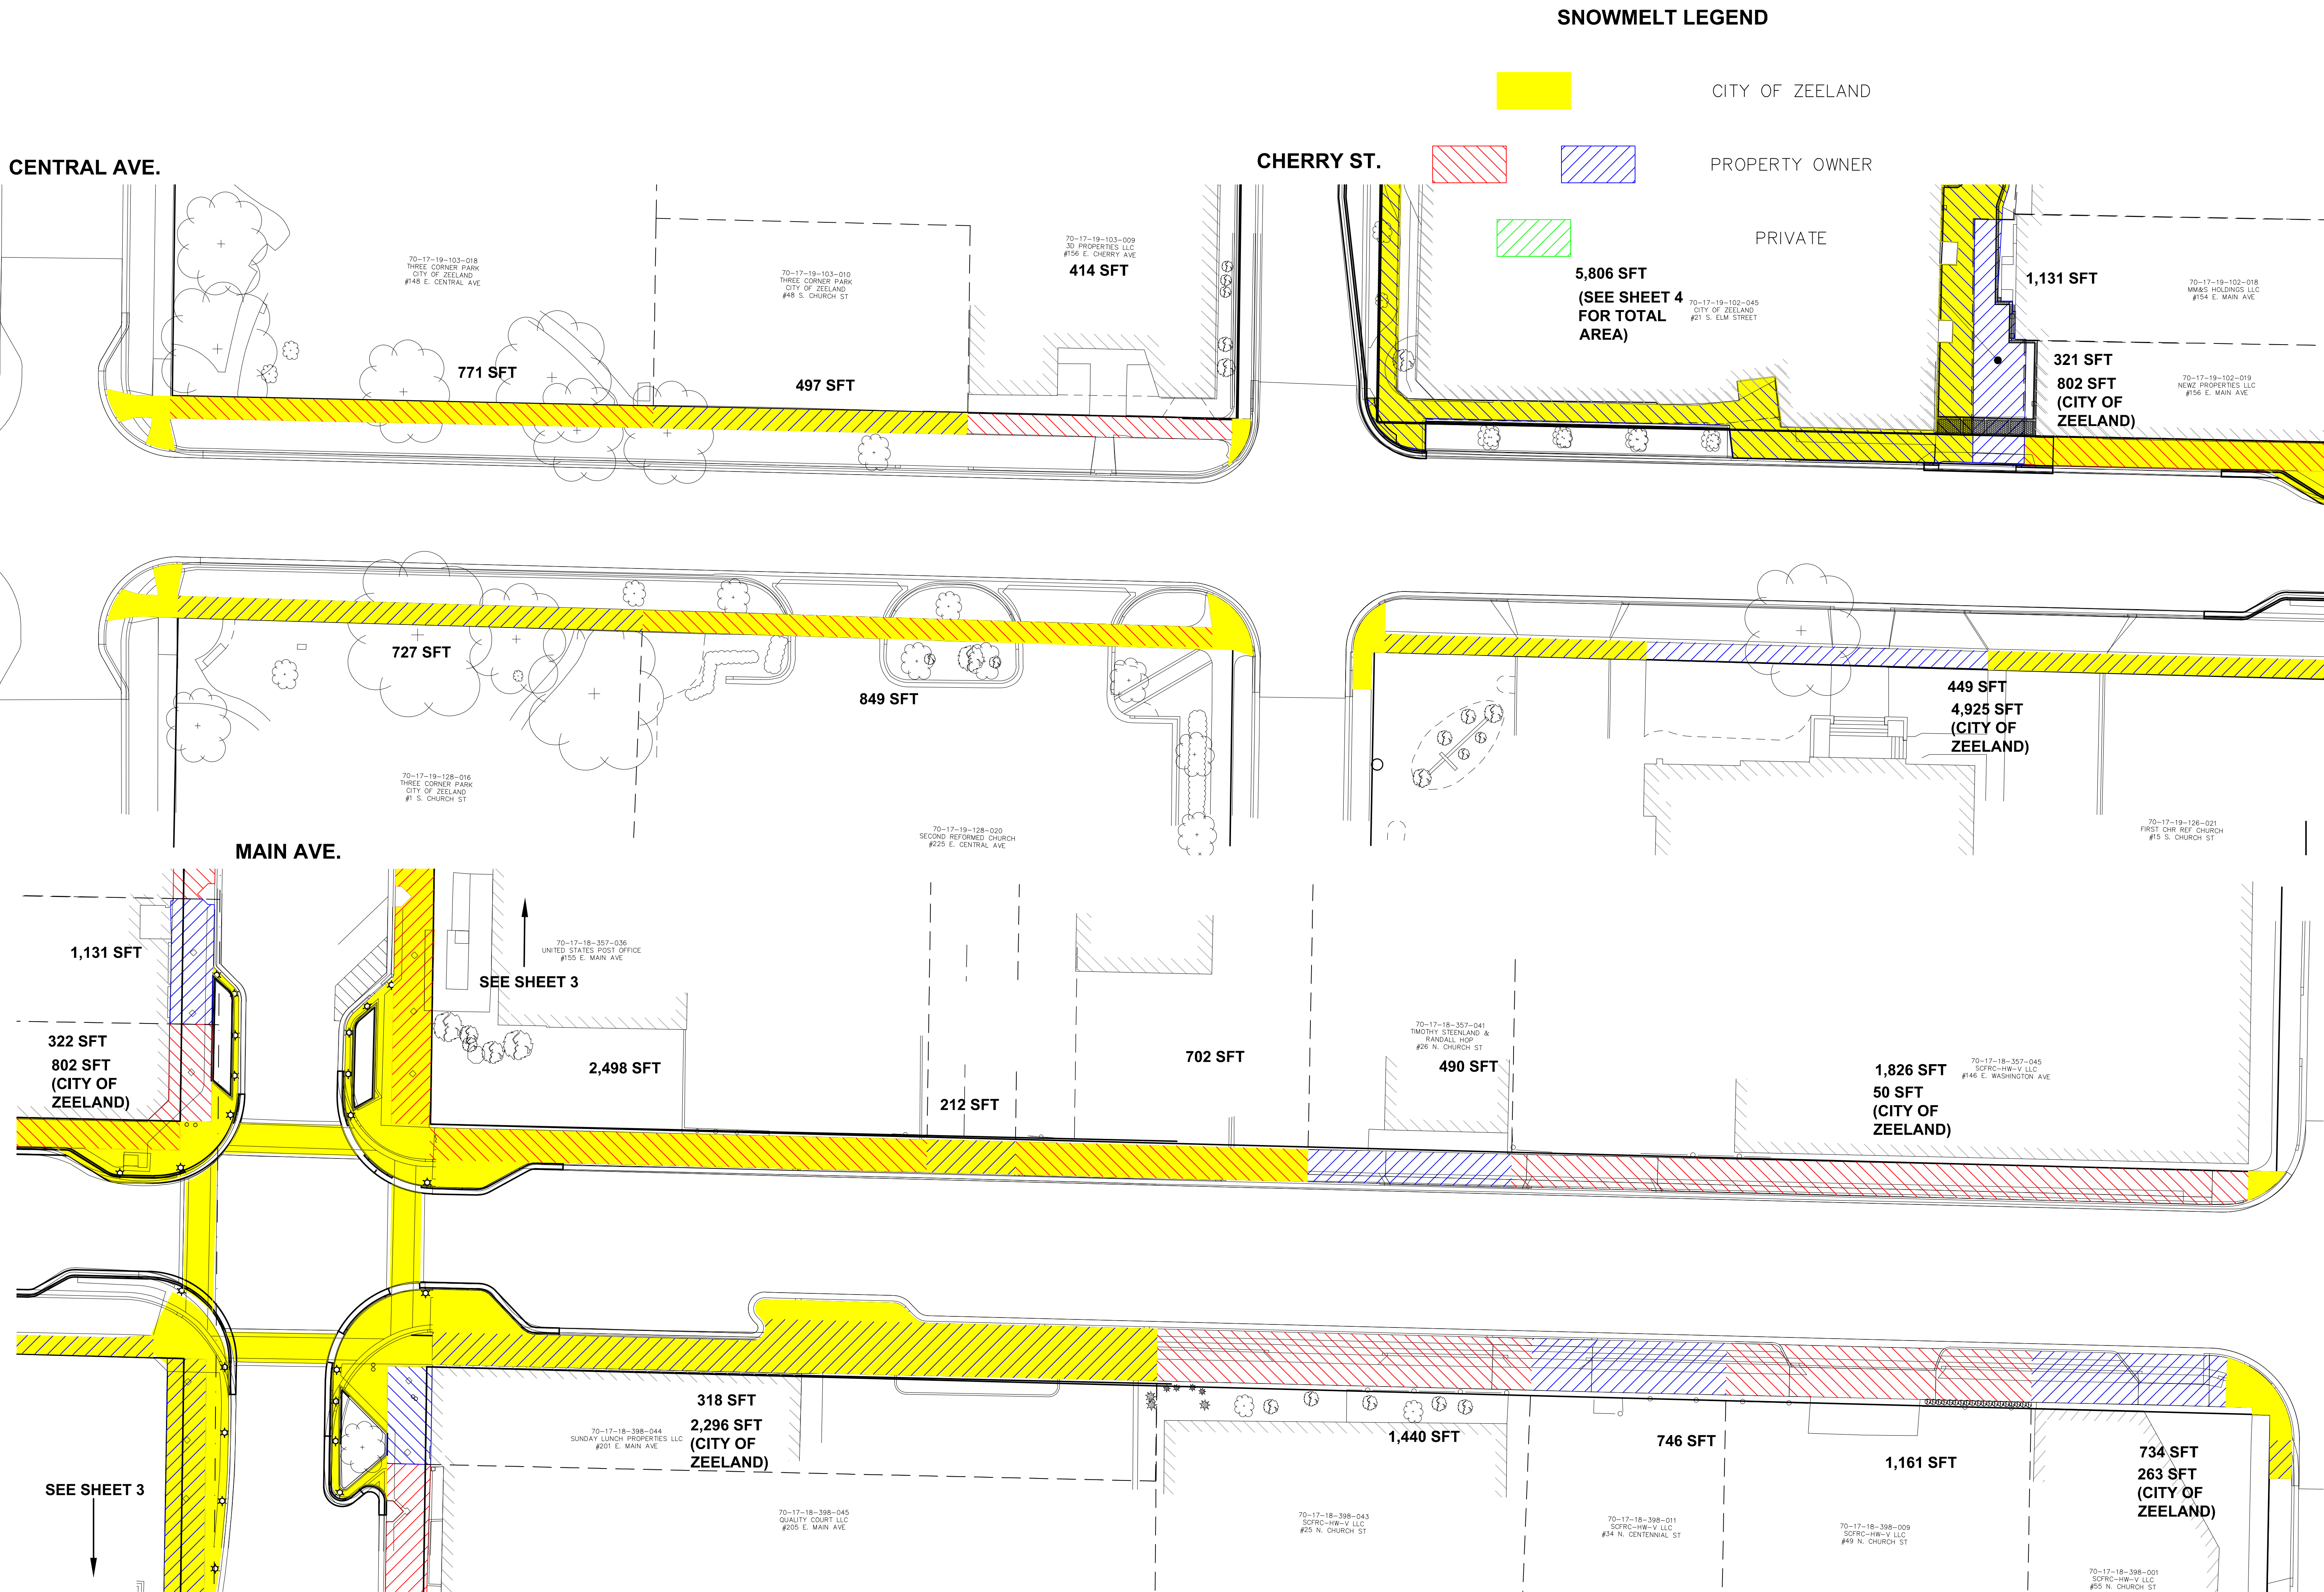 SNOWMELT LEGEND
CITY OF ZEELAND
PROPERTY OWNER
PRIVATE
CENTRAL AVE.
CHERRY ST.
70-17-19-103-018
THREE CORNER PARK
CITY OF ZEELAND
#148 E. CENTRAL AVE
771 SFT
70-17-19-103-010
THREE CORNER PARK
CITY OF ZEELAND
#48 S. CHURCH ST
497 SFT
70-17-19-103-009
3D PROPERTIES LLC
#156 E. CHERRY AVE
414 SFT
5,806 SFT
(SEE SHEET 4
FOR TOTAL
AREA)
70-17-19-102-045
CITY OF ZEELAND
#21 S. ELM STREET
1,131 SFT
70-17-19-102-018
MM&S HOLDINGS LLC
#154 E. MAIN AVE
321 SFT
802 SFT
(CITY OF
ZEELAND)
70-17-19-102-019
NEWZ PROPERTIES LLC
#156 E. MAIN AVE
727 SFT
849 SFT
449 SFT
4,925 SFT
(CITY OF
ZEELAND)
70-17-19-128-016
THREE CORNER PARK
CITY OF ZEELAND
#1 S. CHURCH ST
70-17-19-128-020
SECOND REFORMED CHURCH
#225 E. CENTRAL AVE
70-17-19-126-021
FIRST CHR REF CHURCH
#15 S. CHURCH ST
MAIN AVE.
1,131 SFT
322 SFT
802 SFT
(CITY OF
ZEELAND)
70-17-18-357-036
UNITED STATES POST OFFICE
#155 E. MAIN AVE
SEE SHEET 3
2,498 SFT
212 SFT
702 SFT
70-17-18-357-041
TIMOTHY STEENLAND &
RANDALL HOP
#26 N. CHURCH ST
490 SFT
1,826 SFT
50 SFT
(CITY OF
ZEELAND)
70-17-18-357-045
SCFRC-HW-V LLC
#146 E. WASHINGTON AVE
SEE SHEET 3
318 SFT
2,296 SFT
(CITY OF
ZEELAND)
70-17-18-398-044
SUNDAY LUNCH PROPERTIES LLC
#201 E. MAIN AVE
70-17-18-398-045
QUALITY COURT LLC
#205 E. MAIN AVE
1,440 SFT
70-17-18-398-043
SCFRC-HW-V LLC
#25 N. CHURCH ST
746 SFT
70-17-18-398-011
SCFRC-HW-V LLC
#34 N. CENTENNIAL ST
1,161 SFT
70-17-18-398-009
SCFRC-HW-V LLC
#49 N. CHURCH ST
734 SFT
263 SFT
(CITY OF
ZEELAND)
70-17-18-398-001
SCFRC-HW-V LLC
#55 N. CHURCH ST